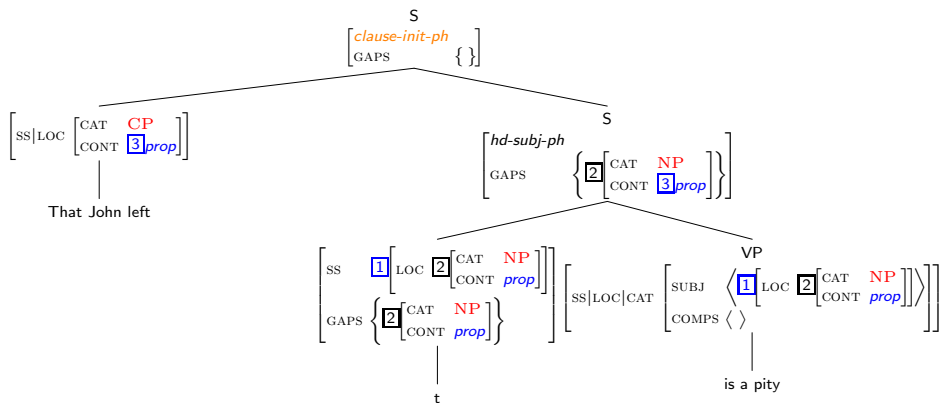 S
clause-init-ph
GAPS { }
SS|LOC CAT CP
CONT 3 prop
That John left
S
hd-subj-ph
GAPS { 2 CAT NP
CONT 3 prop }
SS 1 LOC 2 CAT NP
CONT prop
GAPS { 2 CAT NP
CONT prop }
t
VP
SS|LOC|CAT SUBJ ⟨ 1 LOC 2 CAT NP
CONT prop ⟩
COMPS ⟨ ⟩
is a pity